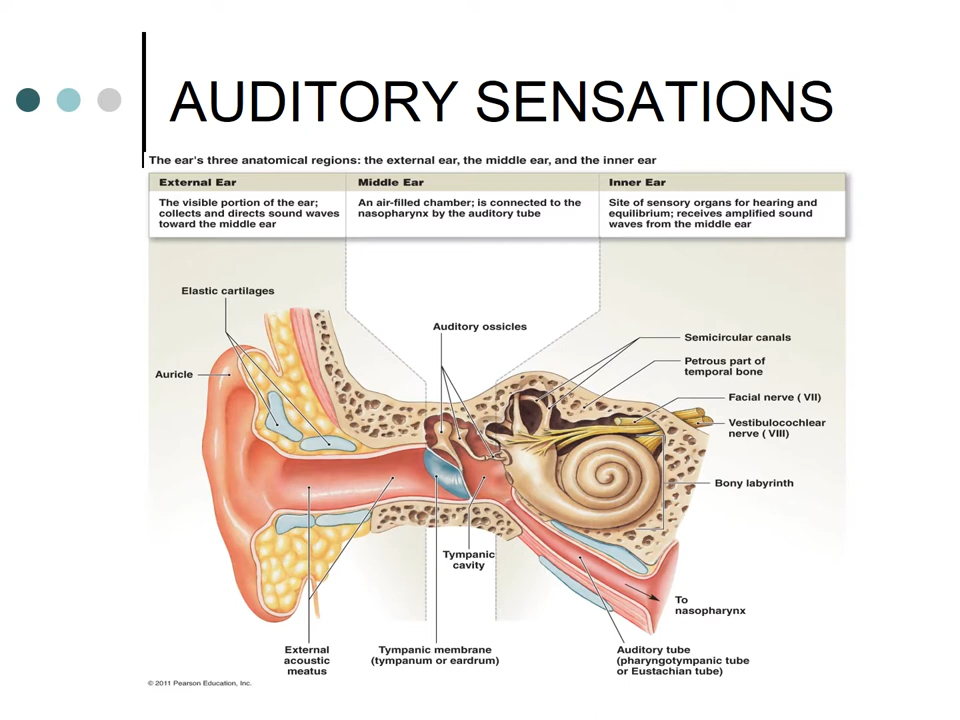 AUDITORY SENSATIONS
The ear's three anatomical regions: the external ear, the middle ear, and the inner ear
External Ear
The visible portion of the ear;
collects and directs sound waves
toward the middle ear
Middle Ear
An air-filled chamber; is connected to the
nasopharynx by the auditory tube
Inner Ear
Site of sensory organs for hearing and
equilibrium; receives amplified sound
waves from the middle ear
Elastic cartilages
Auditory ossicles
Semicircular canals
Petrous part of
temporal bone
Auricle
Facial nerve ( VII)
Vestibulocochlear
nerve ( VIII)
Bony labyrinth
Tympanic
cavity
To
nasopharynx
External
acoustic
meatus
Tympanic membrane
(tympanum or eardrum)
Auditory tube
(pharyngotympanic tube
or Eustachian tube)
© 2011 Pearson Education, Inc.